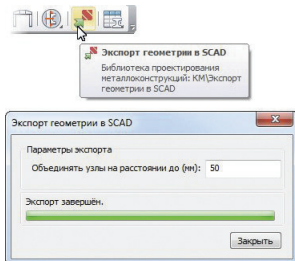 Экспорт геометрии в SCAD
Библиотека проектирования
металлоконструкций: КМ\Экспорт
геометрии в SCAD
Экспорт геометрии в SCAD
Параметры экспорта
Объединять узлы на расстоянии до (мм): 50
Экспорт завершён.
Закрыть